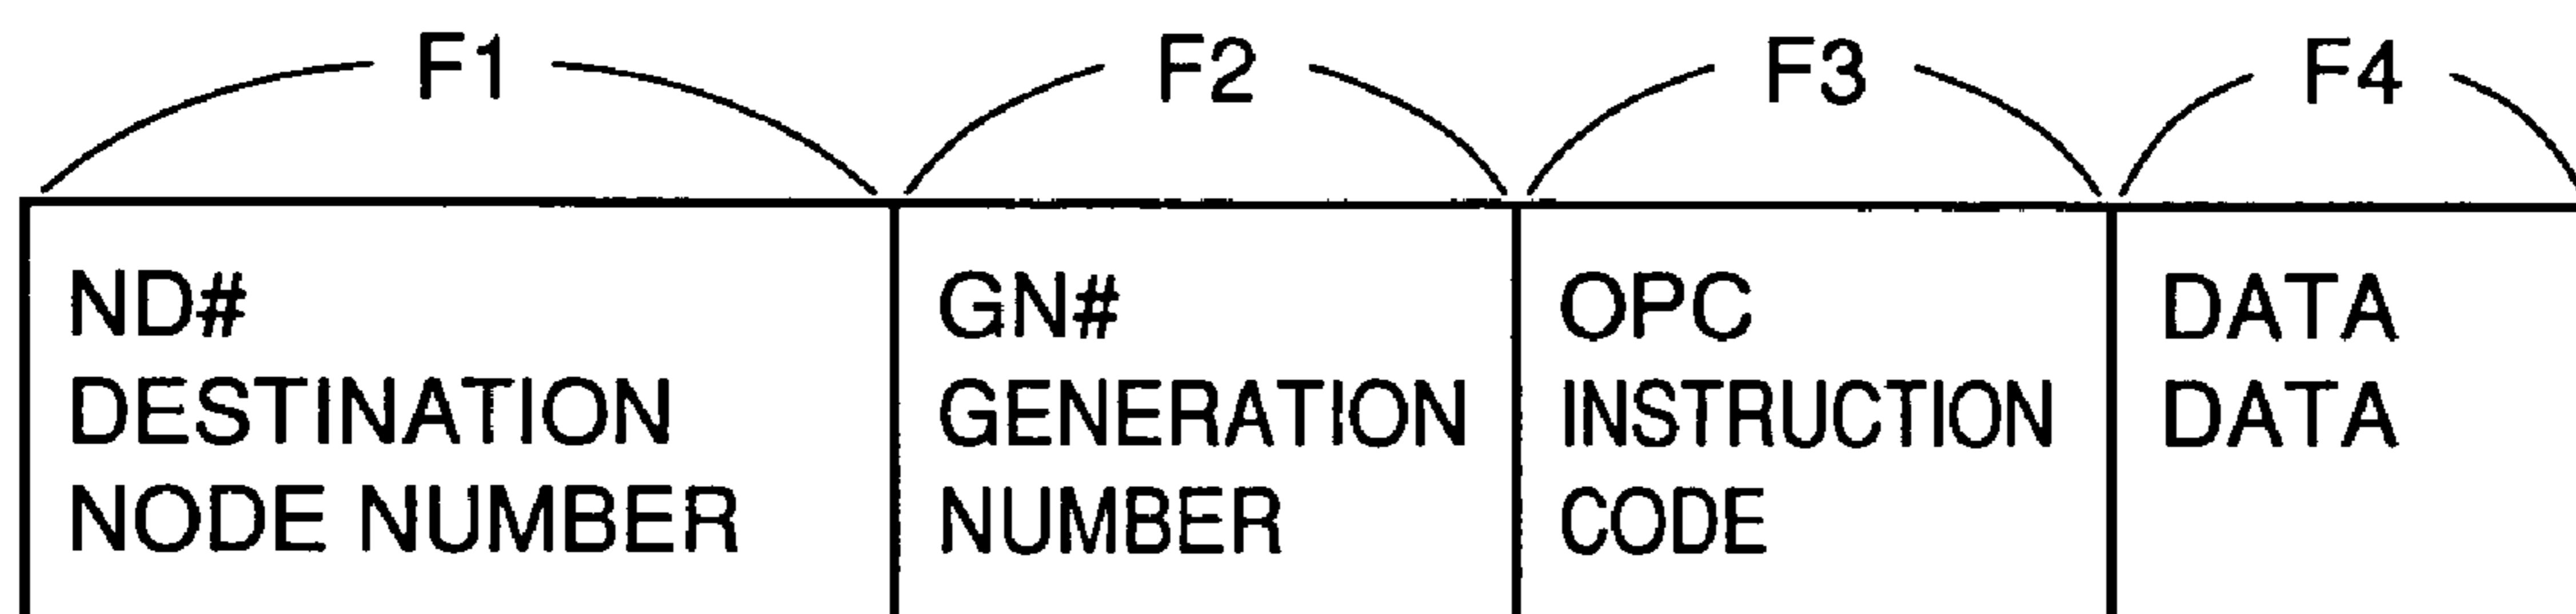 F1 F2 F3 F4
ND# GN# OPC DATA
DESTINATION GENERATION INSTRUCTION DATA
NODE NUMBER NUMBER CODE